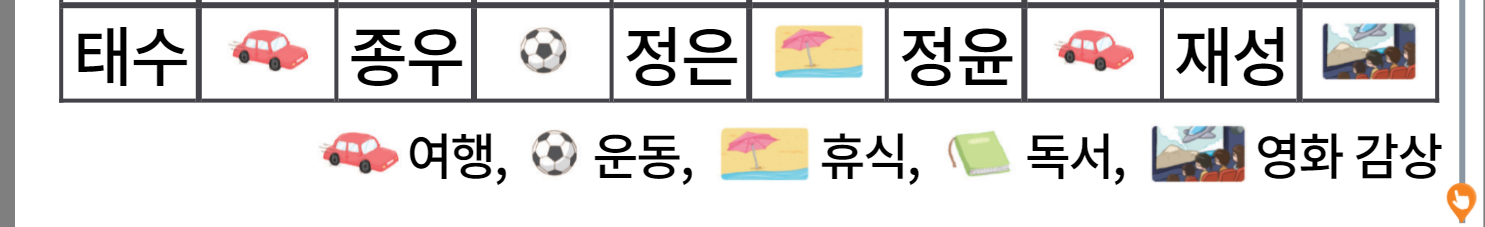 태수 종우 정은 정윤 재성
여행, 운동, 휴식, 독서, 영화 감상